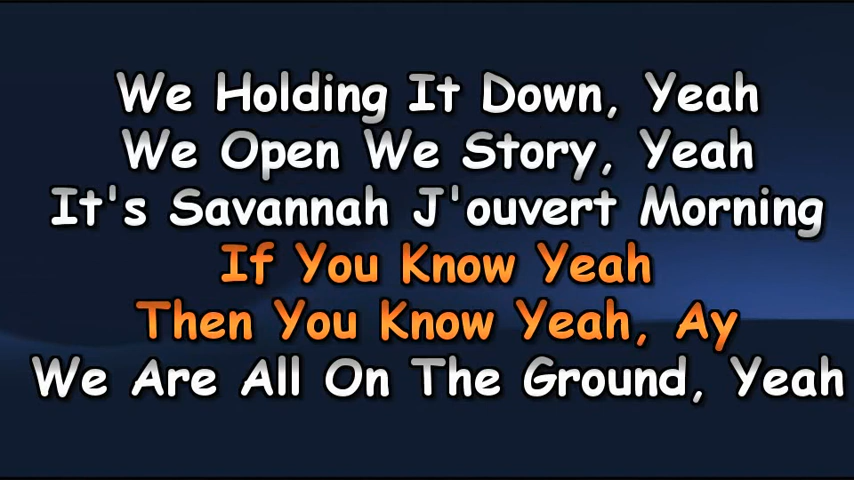 We Holding It Down, Yeah
We Open We Story, Yeah
It's Savannah J'ouvert Morning
If You Know Yeah
Then You Know Yeah, Ay
We Are All On The Ground, Yeah